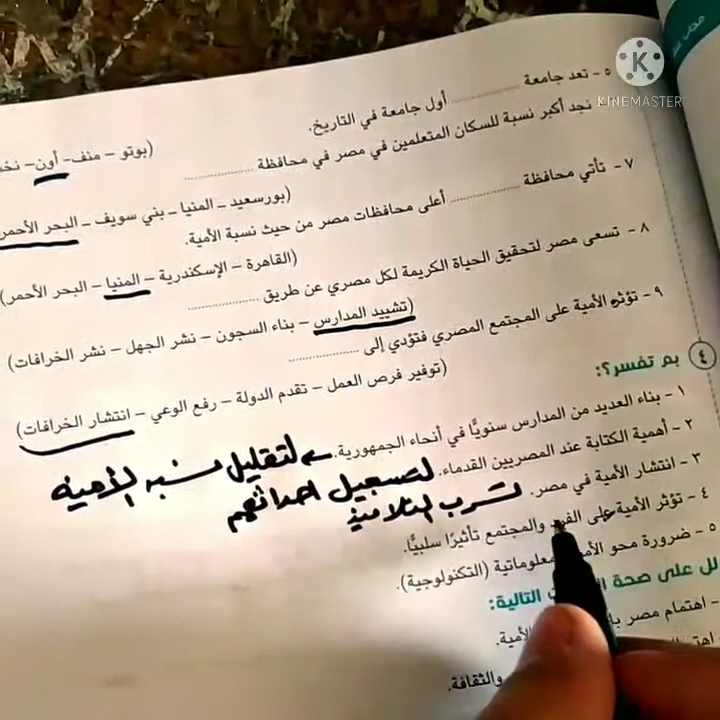 K
KINEMASTER
٥ - تعد جامعة .............. أول جامعة في التاريخ.
(بوتو - منف - أون -
نجد أكبر نسبة للسكان المتعلمين في مصر في محافظة ..............
(بورسعيد - المنيا - بني سويف - البحر الأحمر
٧ - تأتي محافظة .............. أعلى محافظات مصر من حيث نسبة الأمية.
(القاهرة - الإسكندرية - المنيا - البحر الأحمر)
٨ - تسعى مصر لتحقيق الحياة الكريمة لكل مصري عن طريق ..............
(تشييد المدارس - بناء السجون - نشر الجهل - نشر الخرافات)
٩ - تؤثر الأمية على المجتمع المصري فتؤدي إلى ..............
(توفير فرص العمل - تقدم الدولة - رفع الوعي - انتشار الخرافات)
٤ بم تفسر؟:
١ - بناء العديد من المدارس سنويًّا في أنحاء الجمهورية. لتقليل نسبه الأميه
٢ - أهمية الكتابة عند المصريين القدماء. لتسجيل احداثهم
٣ - انتشار الأمية في مصر. تسرب التلاميذ
٤ - تؤثر الأمية على الفرد والمجتمع تأثيرًا سلبيًّا.
٥ - ضرورة محو المعلوماتية (التكنولوجية).
على صحة التالية:
- اهتمام مصر الأمية.
والثقافة.